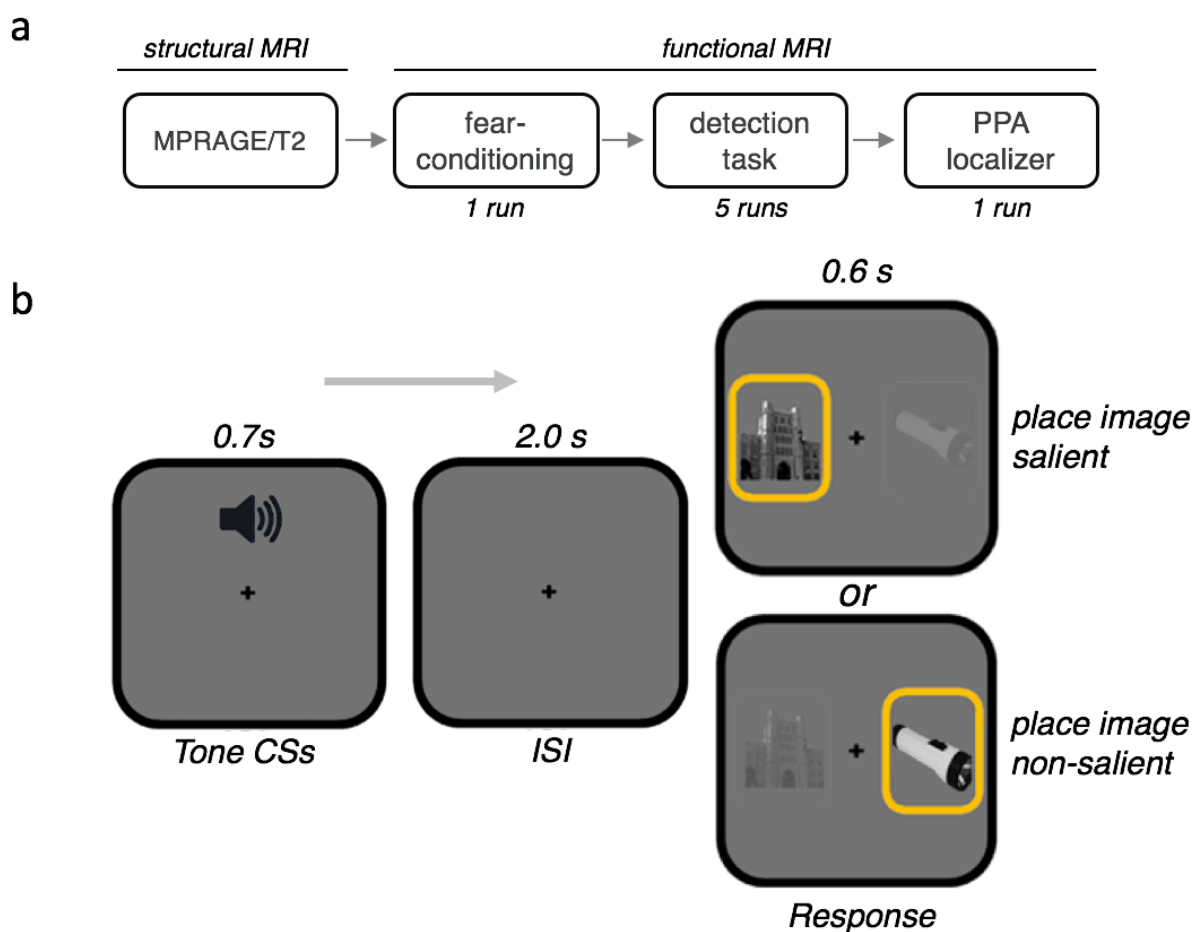 a
structural MRI
functional MRI
MPRAGE/T2
fear-
conditioning
detection
task
PPA
localizer
1 run
5 runs
1 run
b
0.6 s
0.7s
2.0 s
place image
salient
or
Tone CSs
ISI
place image
non-salient
Response